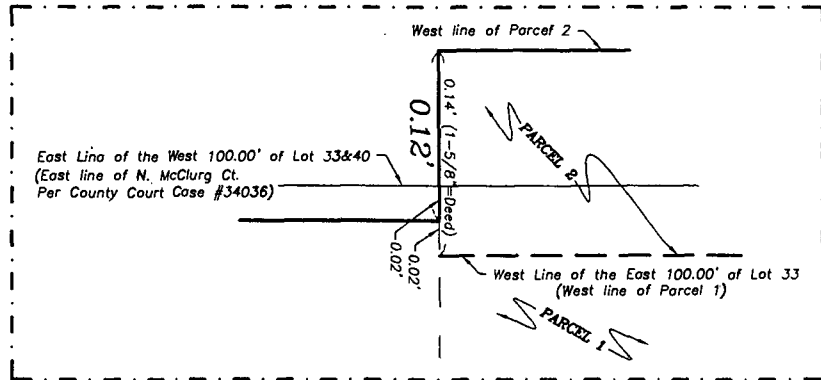 West line of Parcel 2
0.14' (1-5/8"=Deed)
0.12'
PARCEL 2
East Line of the West 100.00' of Lot 33&40
(East line of N. McClurg Ct.
Per County Court Case #34036)
0.02'
0.02'
West Line of the East 100.00' of Lot 33
(West line of Parcel 1)
PARCEL 1